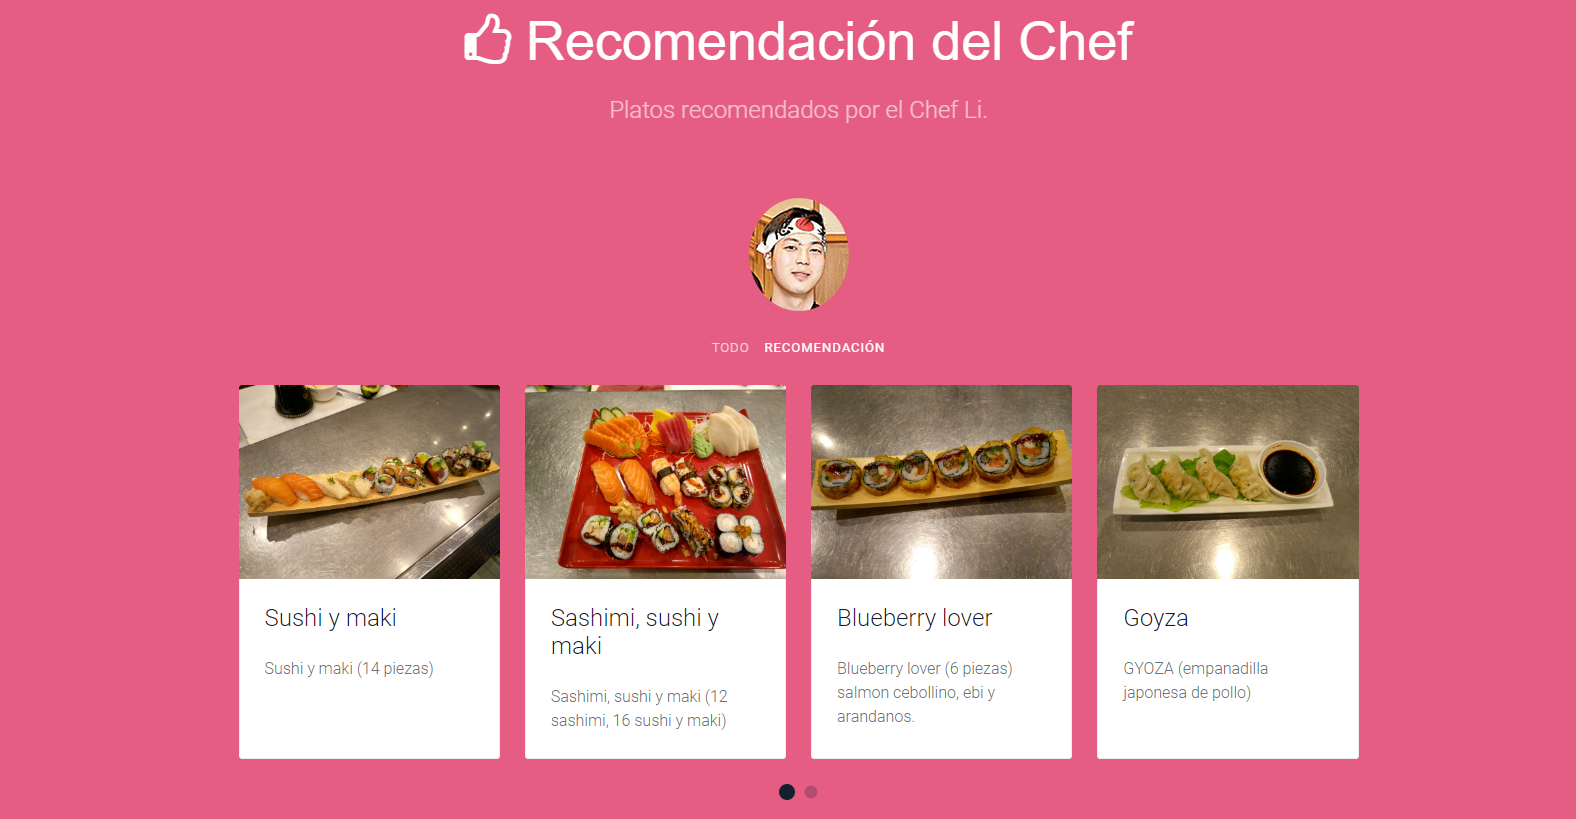 Recomendación del Chef
Platos recomendados por el Chef Li.
TODO RECOMENDACIÓN
Sushi y maki
Sushi y maki (14 piezas)
Sashimi, sushi y
maki
Sashimi, sushi y maki (12
sashimi, 16 sushi y maki)
Blueberry lover
Blueberry lover (6 piezas)
salmon cebollino, ebi y
arandanos.
Goyza
GYOZA (empanadilla
japonesa de pollo)